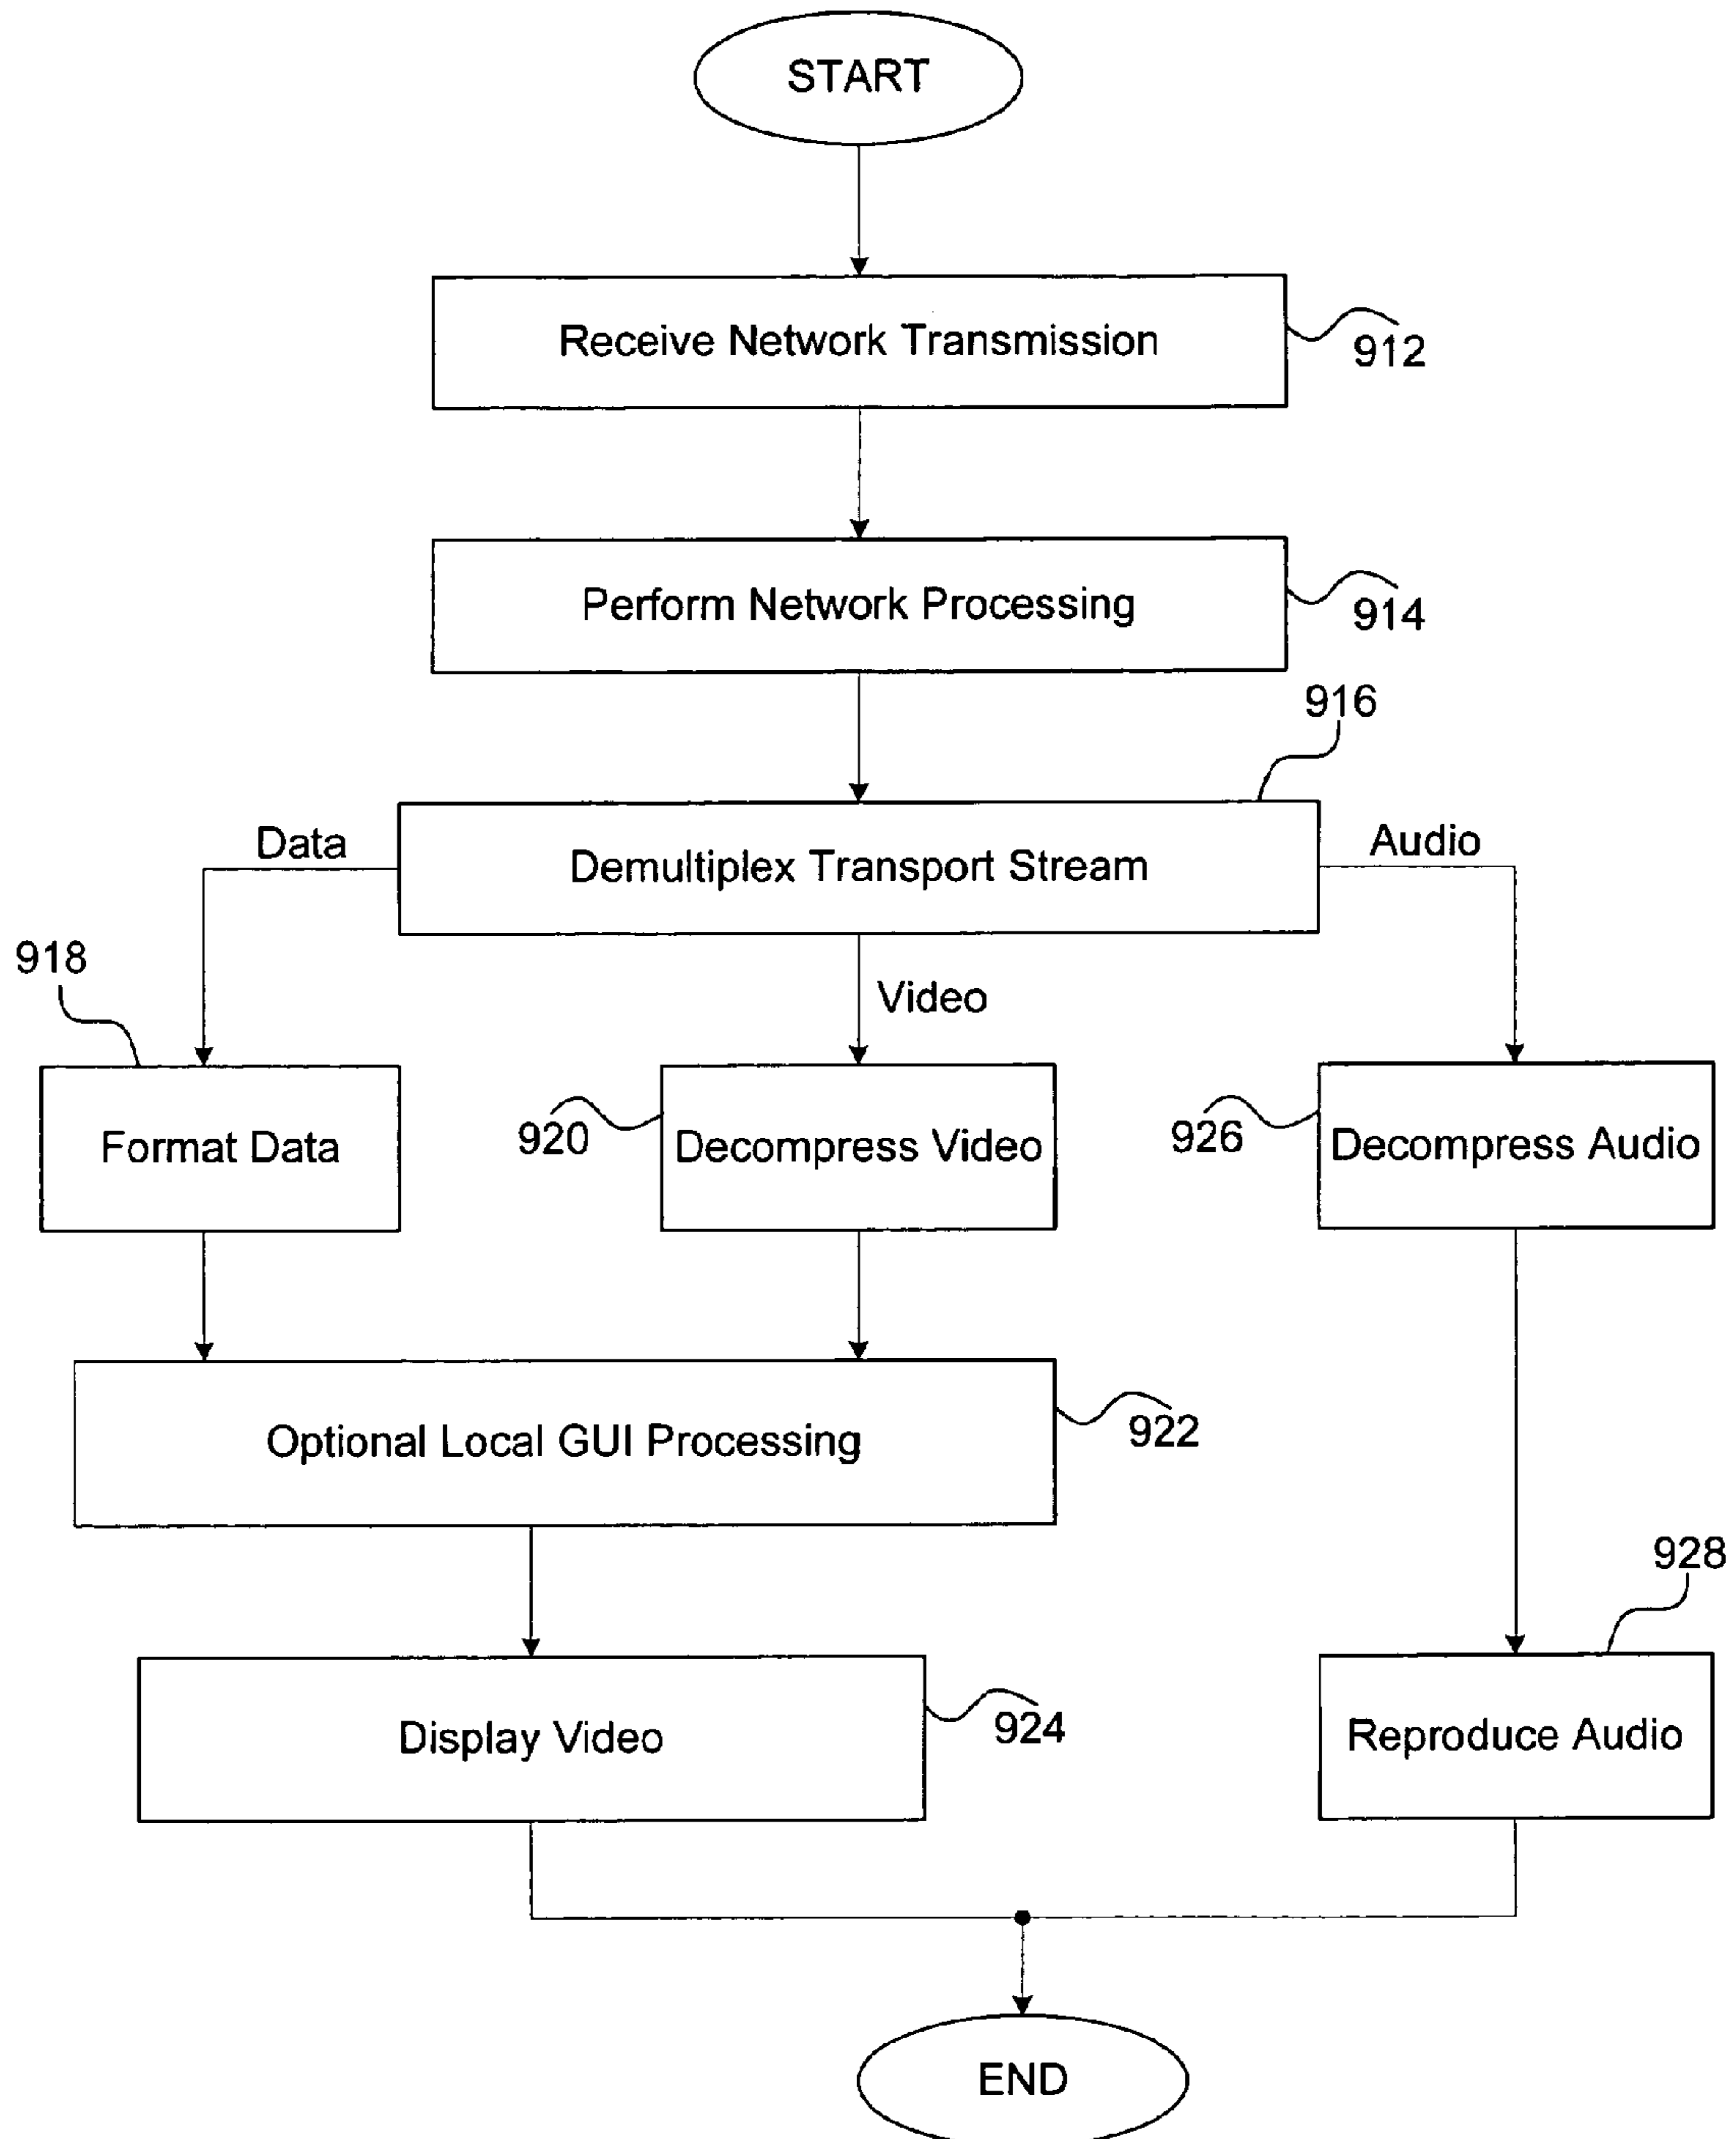 START
Receive Network Transmission
912
Perform Network Processing
914
916
Data
Demultiplex Transport Stream
Audio
918
Video
Format Data
920
Decompress Video
926
Decompress Audio
Optional Local GUI Processing
922
928
Display Video
924
Reproduce Audio
END